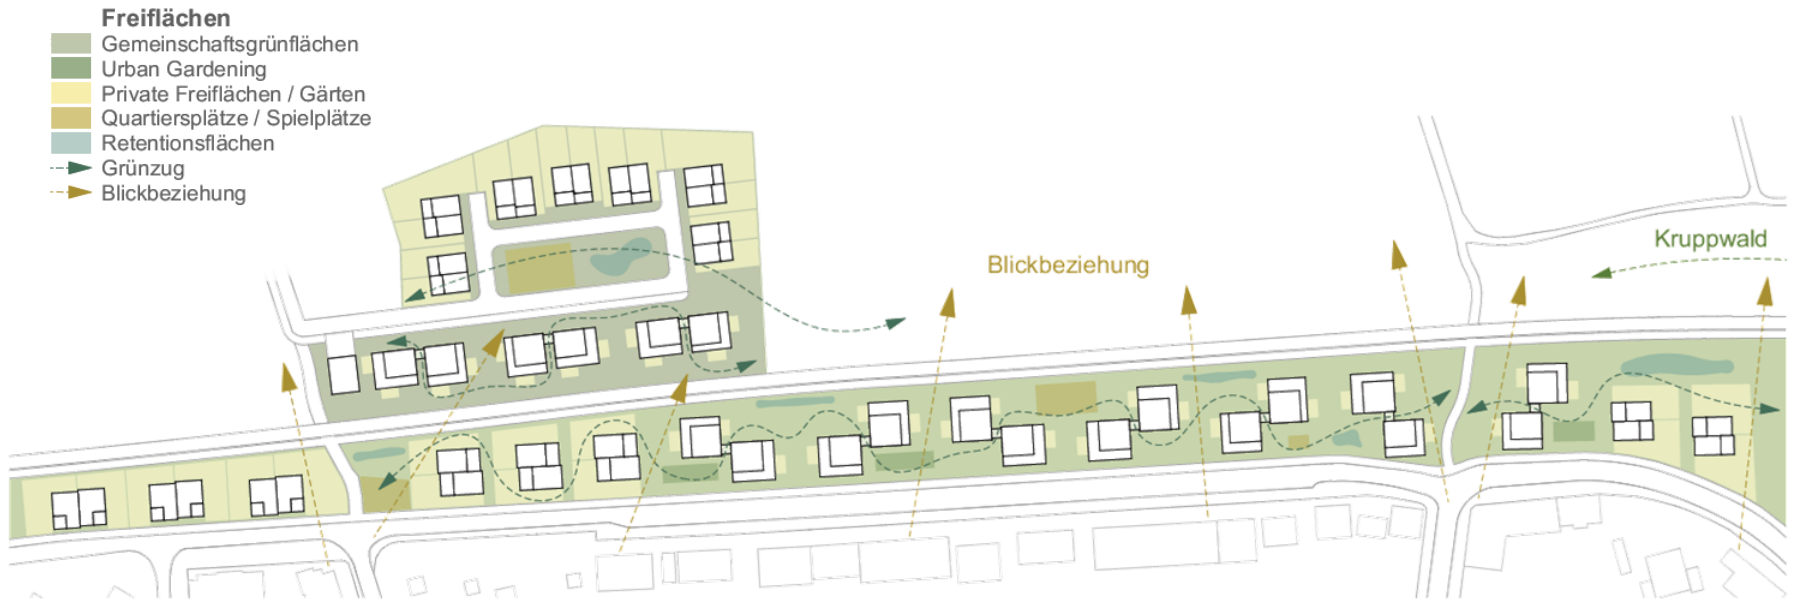 Freiflächen
Gemeinschaftsgrünflächen
Urban Gardening
Private Freiflächen / Gärten
Quartiersplätze / Spielplätze
Retentionsflächen
Grünzug
Blickbeziehung
Kruppwald
Blickbeziehung